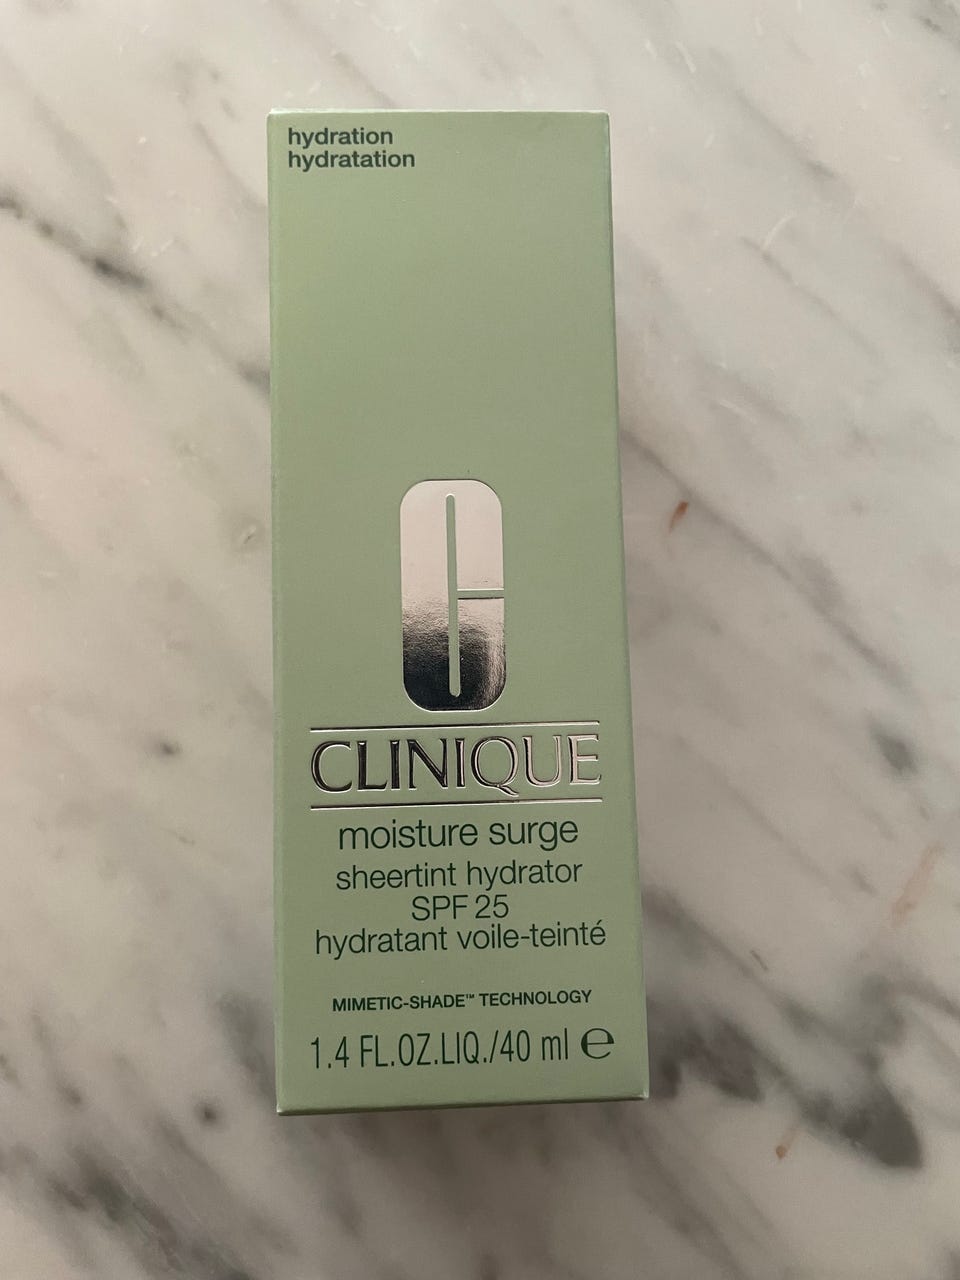 hydration
hydratation
CLINIQUE
moisture surge
sheertint hydrator
SPF 25
hydratant voile-teinté
MIMETIC-SHADE™ TECHNOLOGY
1.4 FL.OZ.LIQ./40 ml ℮